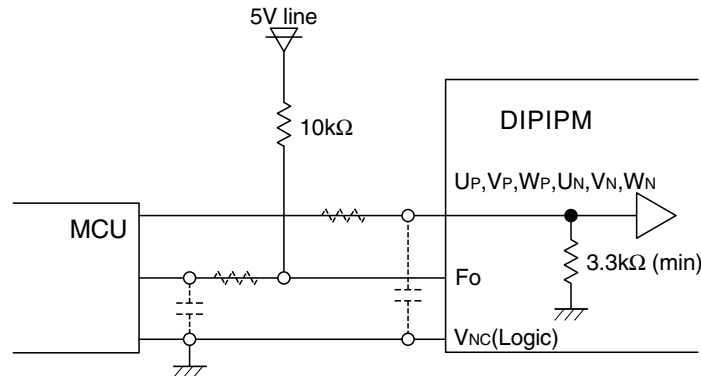 5V line
10kΩ
DIPIPM
UP,VP,WP,UN,VN,WN
MCU
3.3kΩ (min)
Fo
VNC(Logic)